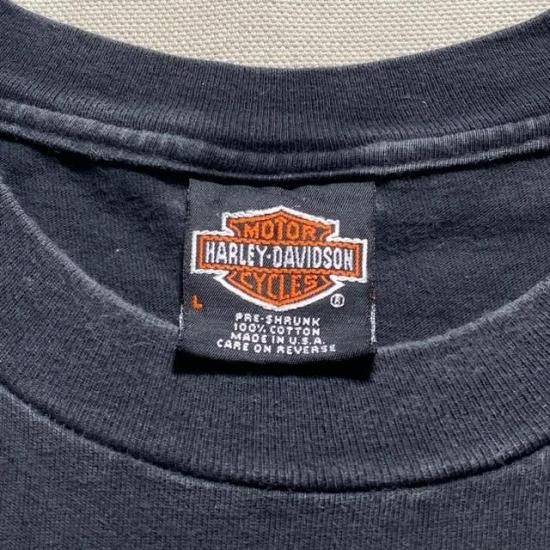 MOTOR
HARLEY-DAVIDSON
CYCLES
L ®
PRE-SHRUNK
100% COTTON
MADE IN U.S.A.
CARE ON REVERSE